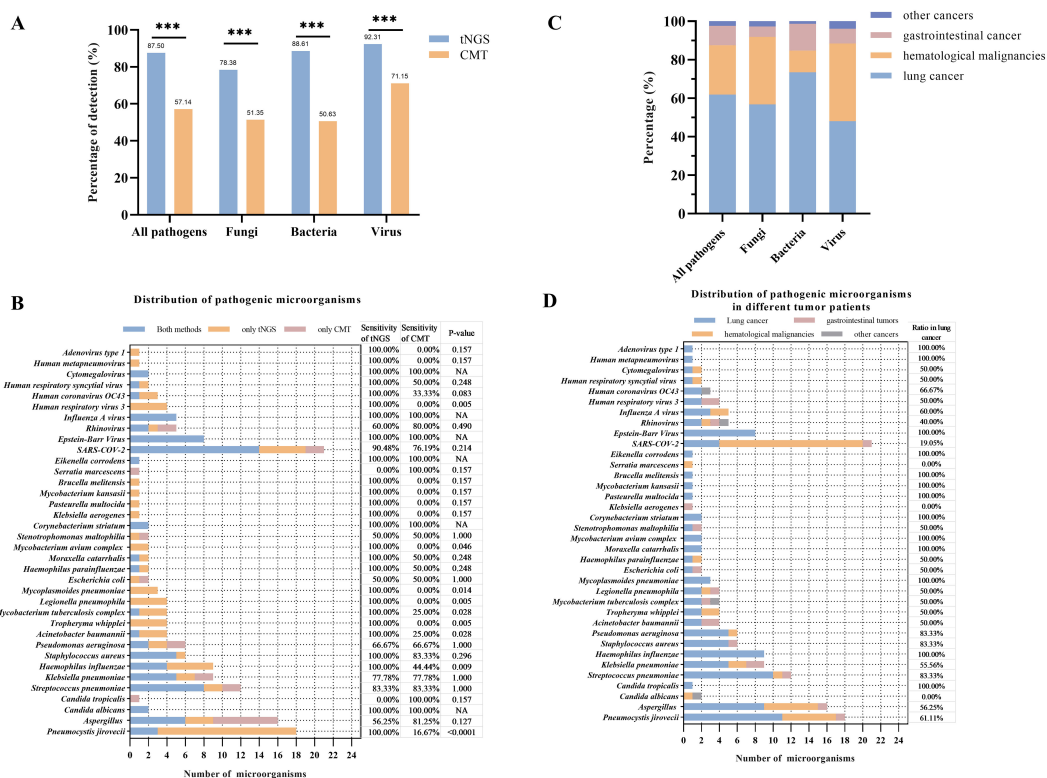 A
Percentage of detection (%)
100
80
60
40
20
0
***
***
***
***
87.50
57.14
78.38
51.35
88.61
50.63
92.31
71.15
tNGS
CMT
All pathogens
Fungi
Bacteria
Virus
C
Percentage (%)
100
80
60
40
20
0
All pathogens
Fungi
Bacteria
Virus
other cancers
gastrointestinal cancer
hematological malignancies
lung cancer
B
Distribution of pathogenic microorganisms
Both methods only tNGS only CMT
Sensitivity of tNGS Sensitivity of CMT P-value
Adenovirus type 1 100.00% 0.00% 0.157
Human metapneumovirus 100.00% 0.00% 0.157
Cytomegalovirus 100.00% 100.00% NA
Human respiratory syncytial virus 100.00% 50.00% 0.248
Human coronavirus OC43 100.00% 33.33% 0.083
Human respiratory virus 3 100.00% 0.00% 0.005
Influenza A virus 100.00% 100.00% NA
Rhinovirus 60.00% 80.00% 0.490
Epstein-Barr Virus 100.00% 100.00% NA
SARS-COV-2 90.48% 76.19% 0.214
Eikenella corrodens 100.00% 100.00% NA
Serratia marcescens 0.00% 100.00% 0.157
Brucella melitensis 100.00% 0.00% 0.157
Mycobacterium kansasii 100.00% 0.00% 0.157
Pasteurella multocida 100.00% 0.00% 0.157
Klebsiella aerogenes 100.00% 0.00% 0.157
Corynebacterium striatum 100.00% 100.00% NA
Stenotrophomonas maltophilia 50.00% 50.00% 1.000
Mycobacterium avium complex 100.00% 0.00% 0.046
Moraxella catarrhalis 100.00% 50.00% 0.248
Haemophilus parainfluenzae 100.00% 50.00% 0.248
Escherichia coli 50.00% 50.00% 1.000
Mycoplasmoides pneumoniae 100.00% 0.00% 0.014
Legionella pneumophila 100.00% 0.00% 0.005
Mycobacterium tuberculosis complex 100.00% 25.00% 0.028
Tropheryma whipplei 100.00% 0.00% 0.005
Acinetobacter baumannii 100.00% 25.00% 0.028
Pseudomonas aeruginosa 66.67% 66.67% 1.000
Staphylococcus aureus 100.00% 83.33% 0.296
Haemophilus influenzae 100.00% 44.44% 0.009
Klebsiella pneumoniae 77.78% 77.78% 1.000
Streptococcus pneumoniae 83.33% 83.33% 1.000
Candida tropicalis 0.00% 100.00% 0.157
Candida albicans 100.00% 100.00% NA
Aspergillus 56.25% 81.25% 0.127
Pneumocystis jirovecii 100.00% 16.67% <0.0001
0 2 4 6 8 10 12 14 16 18 20 22 24
Number of microorganisms
D
Distribution of pathogenic microorganisms
in different tumor patients
Lung cancer gastrointestinal tumors
hematological malignancies other cancers
Ratio in lung cancer
Adenovirus type 1 100.00%
Human metapneumovirus 100.00%
Cytomegalovirus 50.00%
Human respiratory syncytial virus 50.00%
Human coronavirus OC43 66.67%
Human respiratory virus 3 50.00%
Influenza A virus 60.00%
Rhinovirus 40.00%
Epstein-Barr Virus 100.00%
SARS-COV-2 19.05%
Eikenella corrodens 100.00%
Serratia marcescens 0.00%
Brucella melitensis 100.00%
Mycobacterium kansasii 100.00%
Pasteurella multocida 100.00%
Klebsiella aerogenes 0.00%
Corynebacterium striatum 100.00%
Stenotrophomonas maltophilia 50.00%
Mycobacterium avium complex 100.00%
Moraxella catarrhalis 100.00%
Haemophilus parainfluenzae 50.00%
Escherichia coli 50.00%
Mycoplasmoides pneumoniae 100.00%
Legionella pneumophila 50.00%
Mycobacterium tuberculosis complex 50.00%
Tropheryma whipplei 50.00%
Acinetobacter baumannii 50.00%
Pseudomonas aeruginosa 83.33%
Staphylococcus aureus 83.33%
Haemophilus influenzae 100.00%
Klebsiella pneumoniae 55.56%
Streptococcus pneumoniae 83.33%
Candida tropicalis 100.00%
Candida albicans 0.00%
Aspergillus 56.25%
Pneumocystis jirovecii 61.11%
0 2 4 6 8 10 12 14 16 18 20 22 24
Number of microorganisms